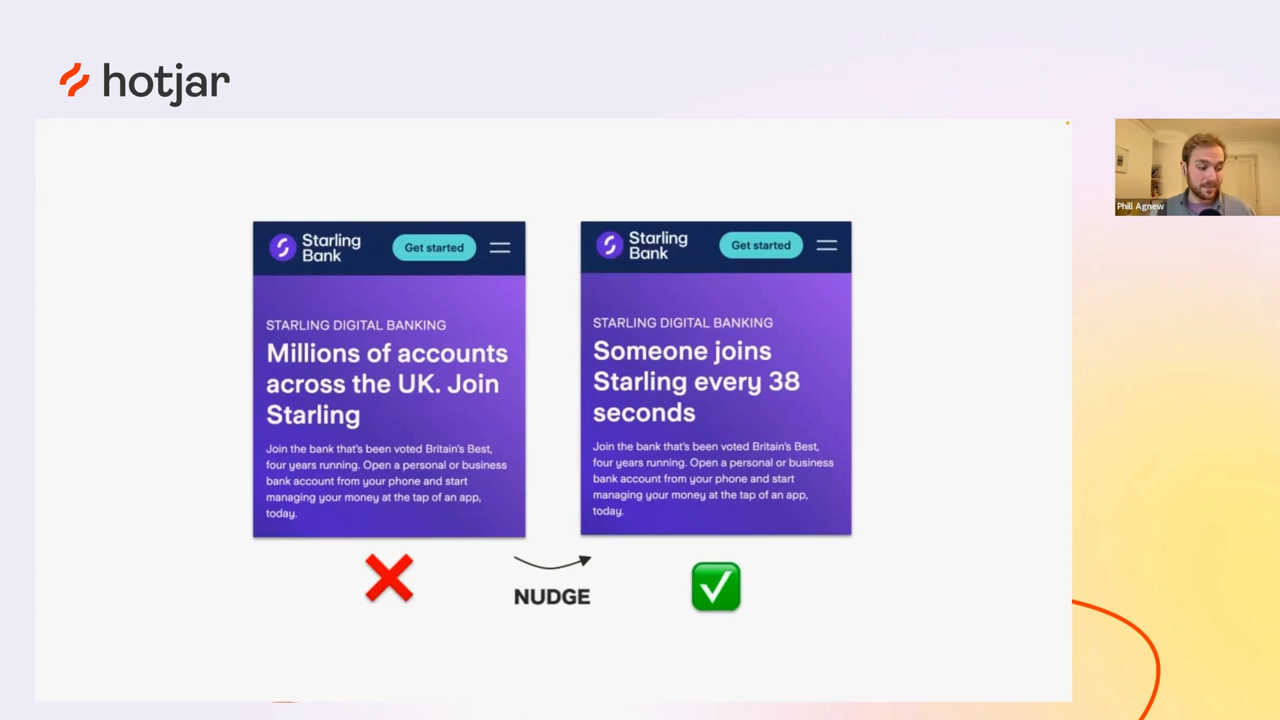 hotjar
Phill Agnew
Starling
Bank
Get started
STARLING DIGITAL BANKING
Millions of accounts
across the UK. Join
Starling
Join the bank that's been voted Britain's Best,
four years running. Open a personal or business
bank account from your phone and start
managing your money at the tap of an app,
today.
Starling
Bank
Get started
STARLING DIGITAL BANKING
Someone joins
Starling every 38
seconds
Join the bank that's been voted Britain's Best,
four years running. Open a personal or business
bank account from your phone and start
managing your money at the tap of an app,
today.
NUDGE